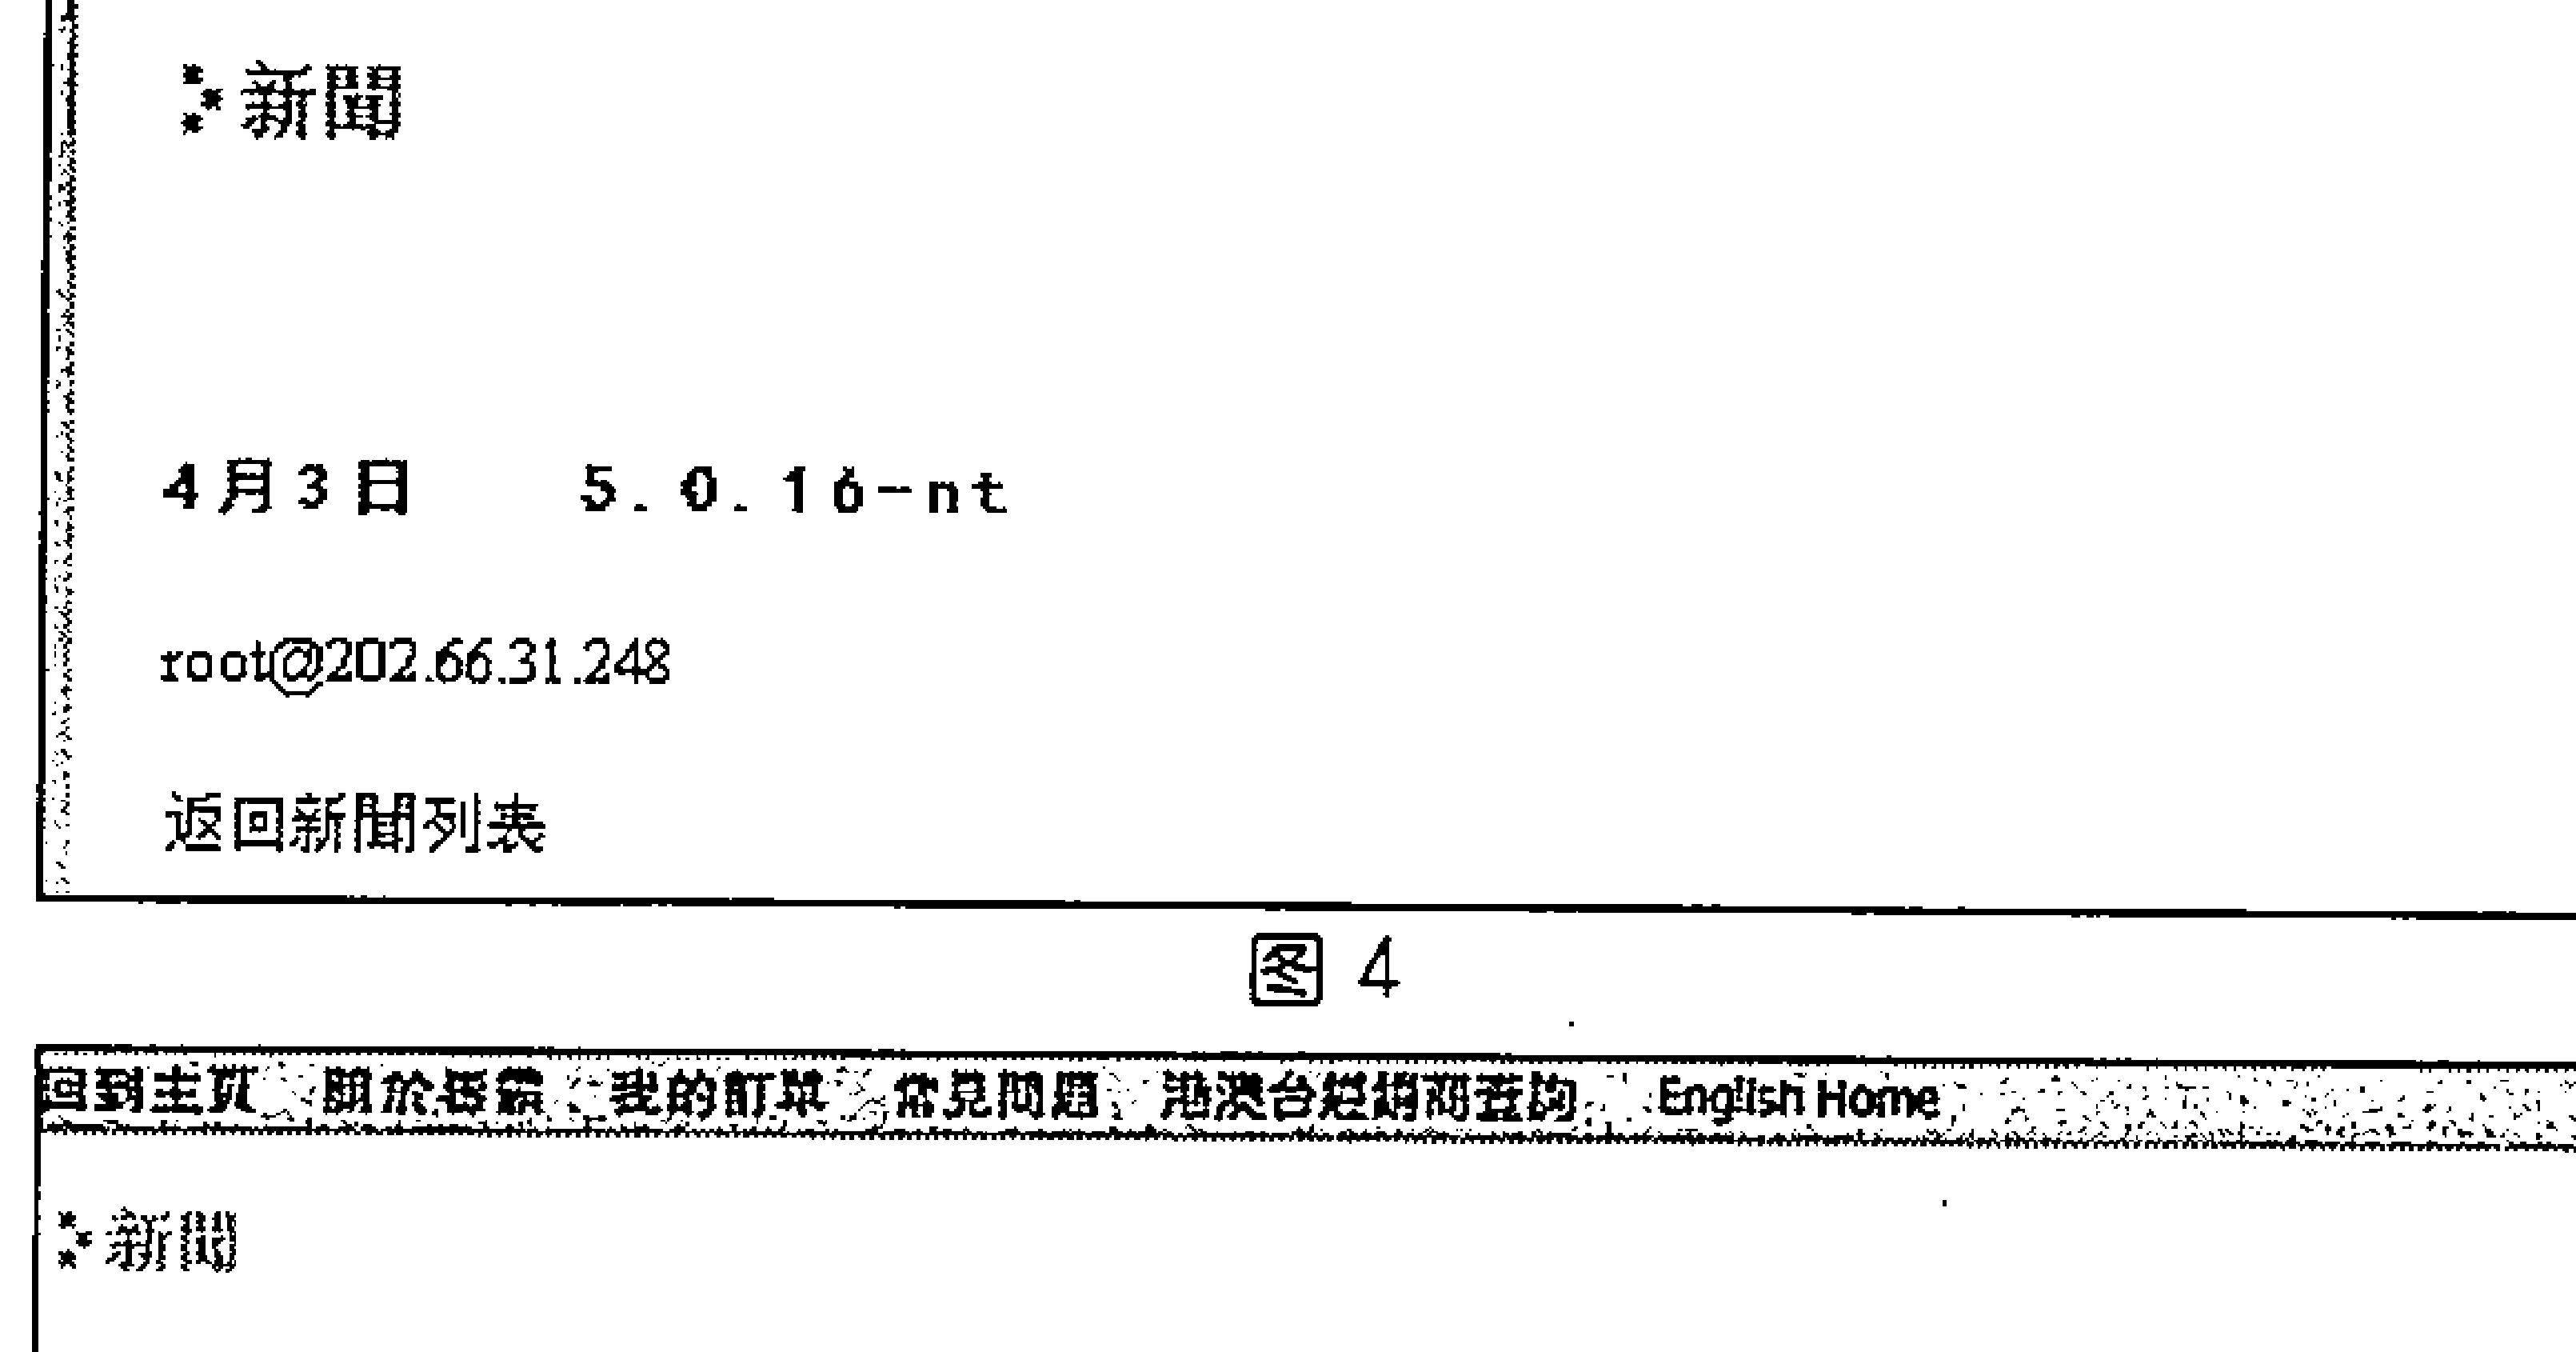 新聞
4月3日 5.0.16-nt
root@202.66.31.248
返回新聞列表
图 4
回到主頁 關於 我的訂單 常見問題 港澳台經銷商查詢 English Home
新聞